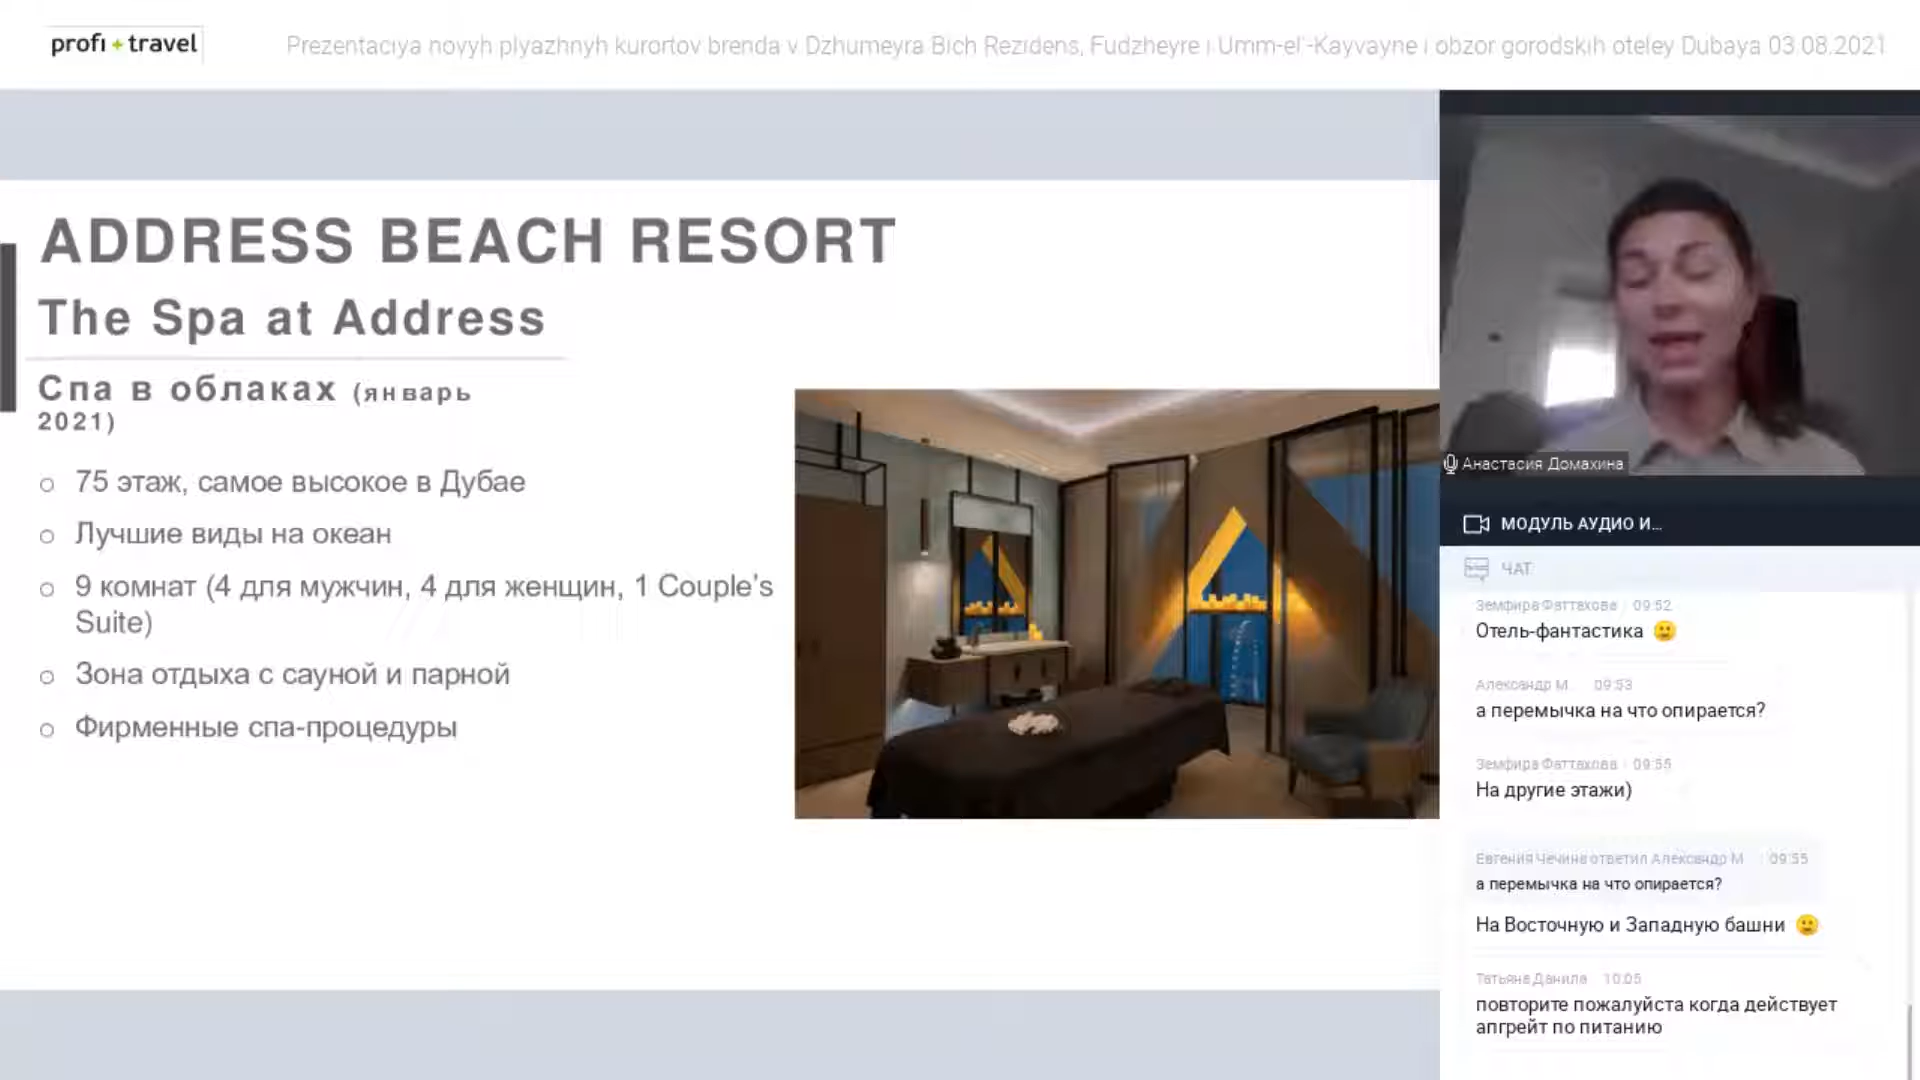 profi travel
Prezentaciya novyh plyazhnyh kurortov brenda v Dzhumeyra Bich Rezidens, Fudzheyre i Umm-el'-Kayvayne i obzor gorodskih oteley Dubaya 03.08.2021
ADDRESS BEACH RESORT
The Spa at Address
Спа в облаках (январь
2021)
75 этаж, самое высокое в Дубае
Лучшие виды на океан
9 комнат (4 для мужчин, 4 для женщин, 1 Couple's
Suite)
Зона отдыха с сауной и парной
Фирменные спа-процедуры
Анастасия Домахина
МОДУЛЬ АУДИО И...
ЧАТ
Земфира Фаттахова 09:52
Отель-фантастика 🙂
Александр М. 09:53
а перемычка на что опирается?
Земфира Фаттахова 09:55
На другие этажи)
Евгения Чечина ответил Александр М 09:55
а перемычка на что опирается?
На Восточную и Западную башни 🙂
Татьяна Данила 10:05
повторите пожалуйста когда действует
апгрейт по питанию